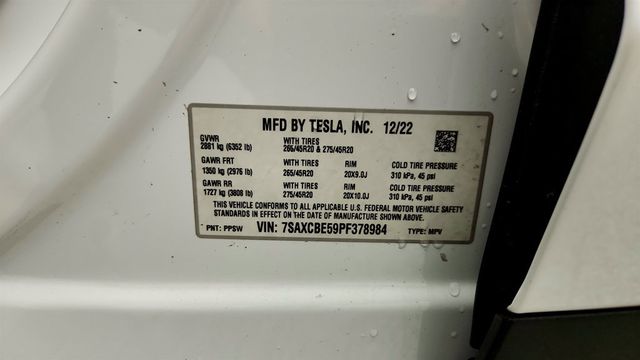 MFD BY TESLA, INC. 12/22
GVWR WITH TIRES
2881 kg (6352 lb) 265/45R20 & 275/45R20
GAWR FRT WITH TIRES RIM COLD TIRE PRESSURE
1350 kg (2976 lb) 265/45R20 20X9.0J 310 kPa, 45 psi
GAWR RR WITH TIRES RIM COLD TIRE PRESSURE
1727 kg (3808 lb) 275/45R20 20X10.0J 310 kPa, 45 psi
THIS VEHICLE CONFORMS TO ALL APPLICABLE U.S. FEDERAL MOTOR VEHICLE SAFETY
STANDARDS IN EFFECT ON THE DATE OF MANUFACTURE SHOWN ABOVE.
PNT: PPSW VIN: 7SAXCBE59PF378984 TYPE: MPV